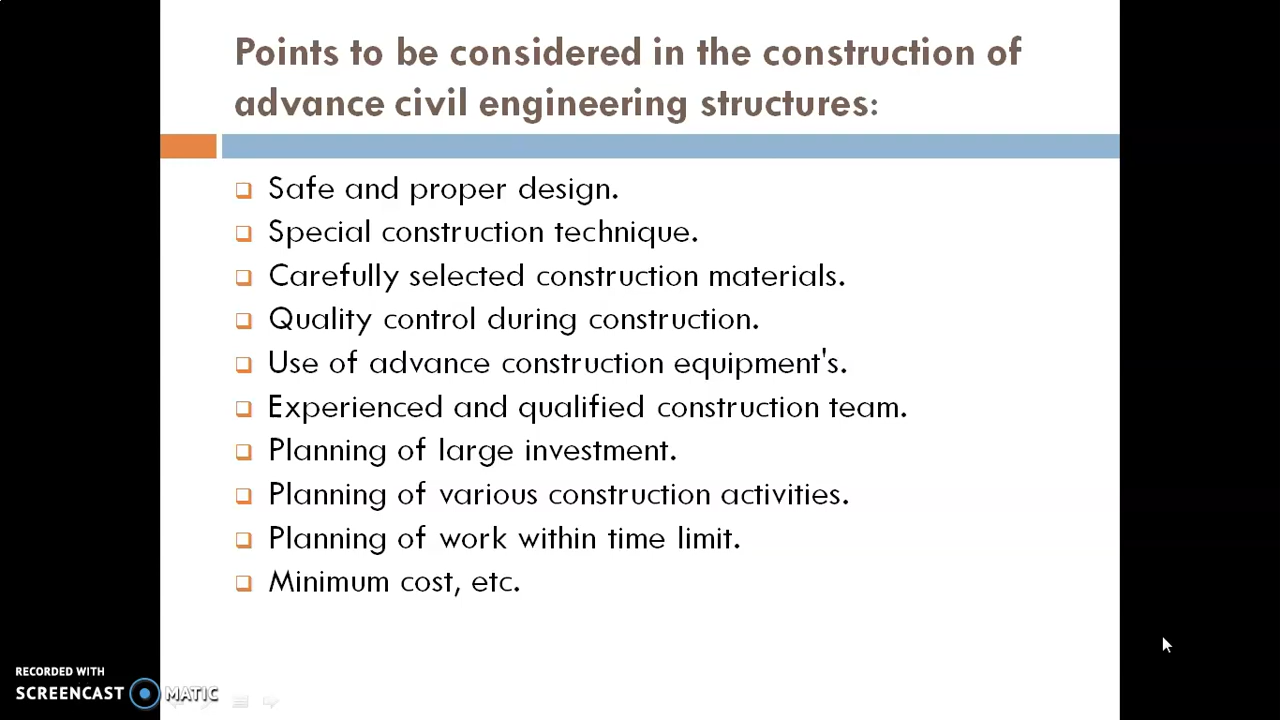 Points to be considered in the construction of
advance civil engineering structures:
Safe and proper design.
Special construction technique.
Carefully selected construction materials.
Quality control during construction.
Use of advance construction equipment's.
Experienced and qualified construction team.
Planning of large investment.
Planning of various construction activities.
Planning of work within time limit.
Minimum cost, etc.
RECORDED WITH
SCREENCAST MATIC